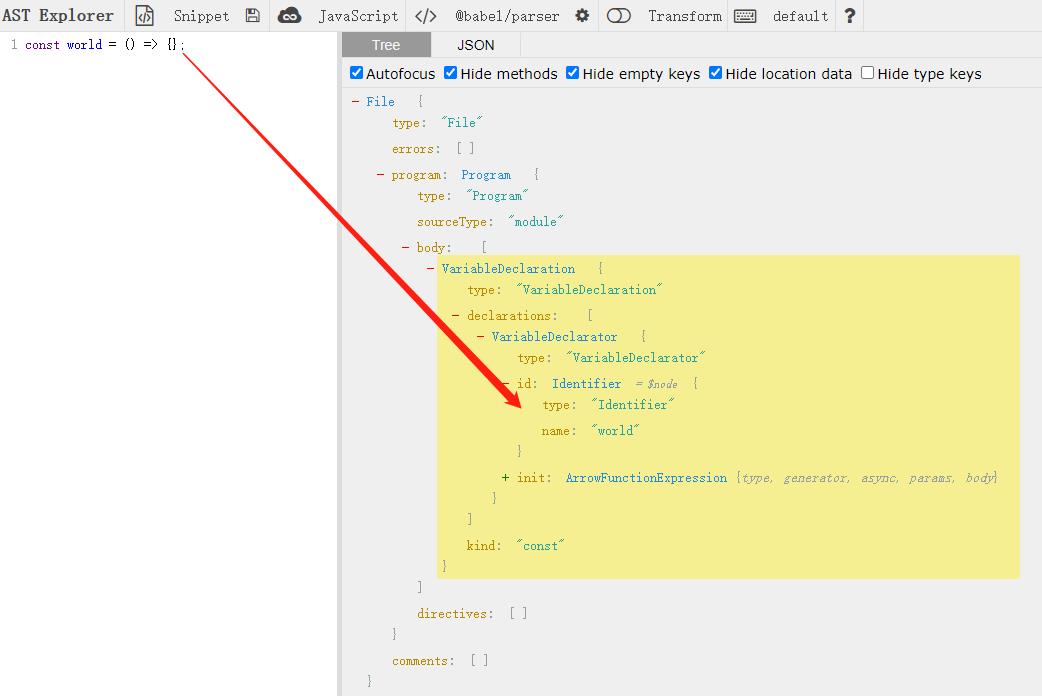 AST Explorer Snippet JavaScript </> @babel/parser Transform default ?
1 const world = () => {};
Tree JSON
Autofocus Hide methods Hide empty keys Hide location data Hide type keys
- File {
type: "File"
errors: [ ]
- program: Program {
type: "Program"
sourceType: "module"
- body: [
- VariableDeclaration {
type: "VariableDeclaration"
- declarations: [
- VariableDeclarator {
type: "VariableDeclarator"
- id: Identifier = $node {
type: "Identifier"
name: "world"
}
+ init: ArrowFunctionExpression {type, generator, async, params, body}
}
]
kind: "const"
}
]
directives: [ ]
}
comments: [ ]
}